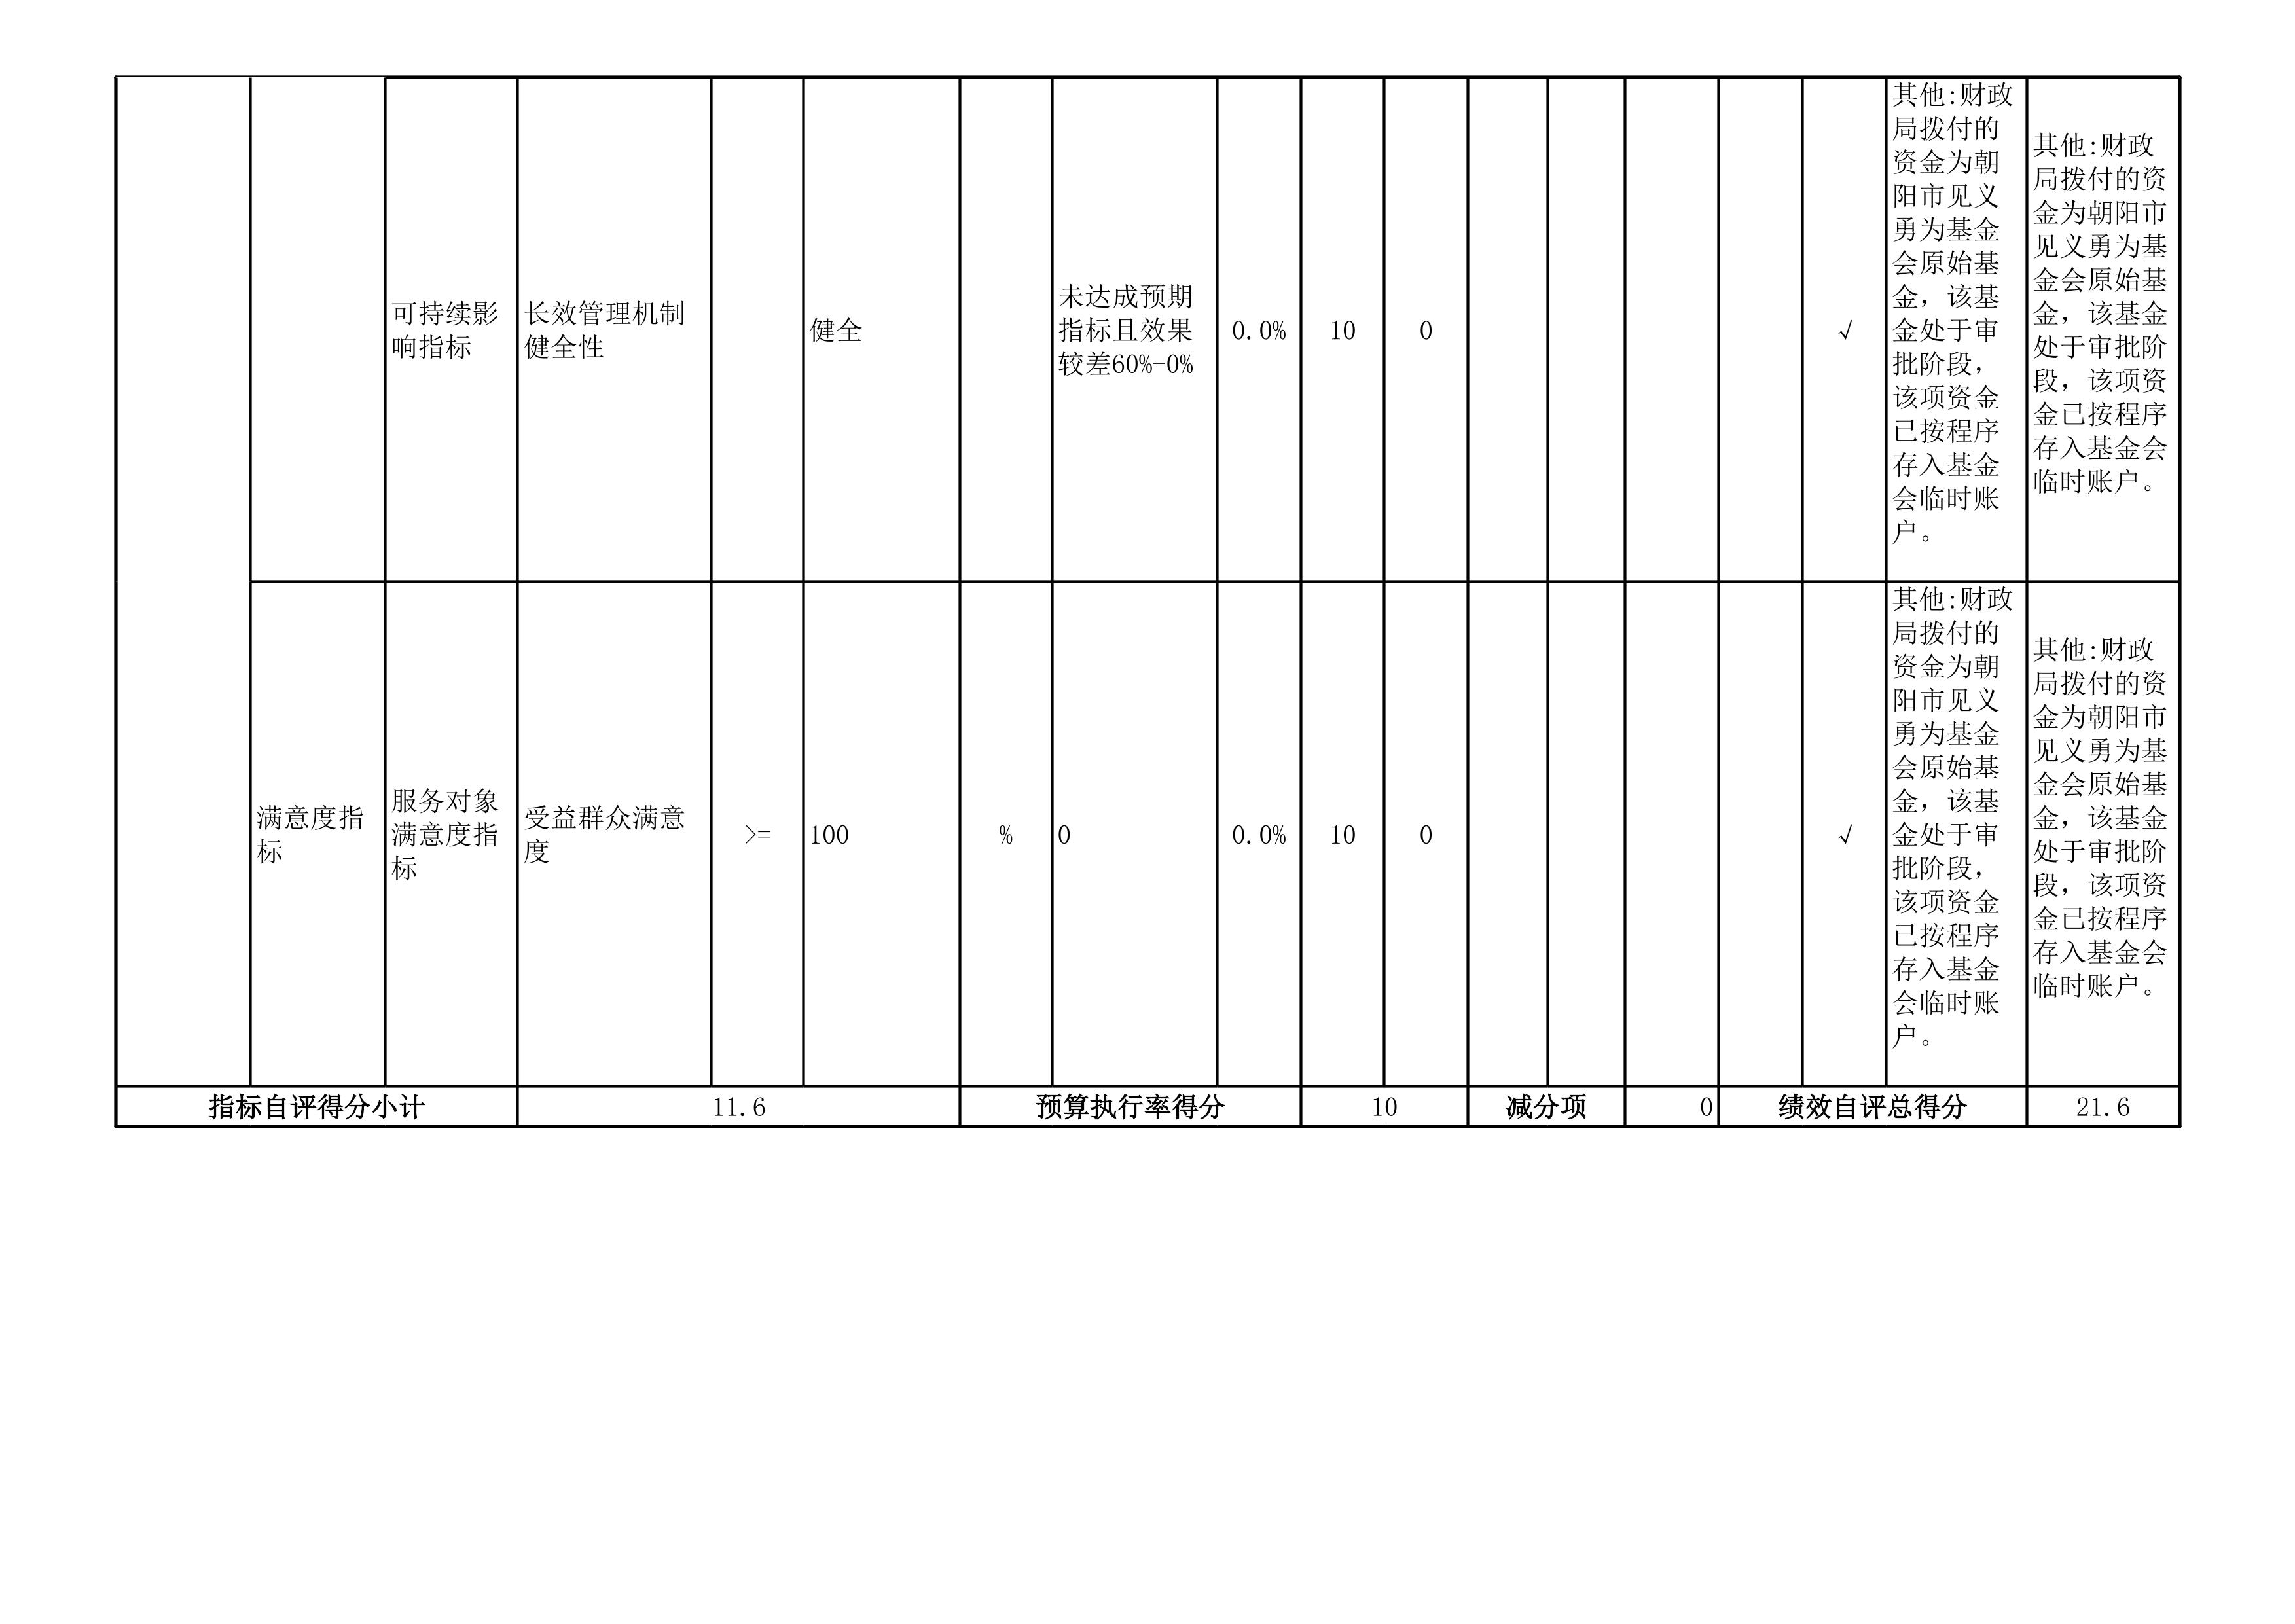 可持续影
响指标
长效管理机制
健全性
健全
未达成预期
指标且效果
较差60%-0%
0.0%
10
0
√
其他:财政
局拨付的
资金为朝
阳市见义
勇为基金
会原始基
金，该基
金处于审
批阶段，
该项资金
已按程序
存入基金
会临时账
户。
其他:财政
局拨付的资
金为朝阳市
见义勇为基
金会原始基
金，该基金
处于审批阶
段，该项资
金已按程序
存入基金会
临时账户。
满意度指
标
服务对象
满意度指
标
受益群众满意
度
>=
100
%
0
0.0%
10
0
√
其他:财政
局拨付的
资金为朝
阳市见义
勇为基金
会原始基
金，该基
金处于审
批阶段，
该项资金
已按程序
存入基金
会临时账
户。
其他:财政
局拨付的资
金为朝阳市
见义勇为基
金会原始基
金，该基金
处于审批阶
段，该项资
金已按程序
存入基金会
临时账户。
指标自评得分小计
11.6
预算执行率得分
10
减分项
0
绩效自评总得分
21.6